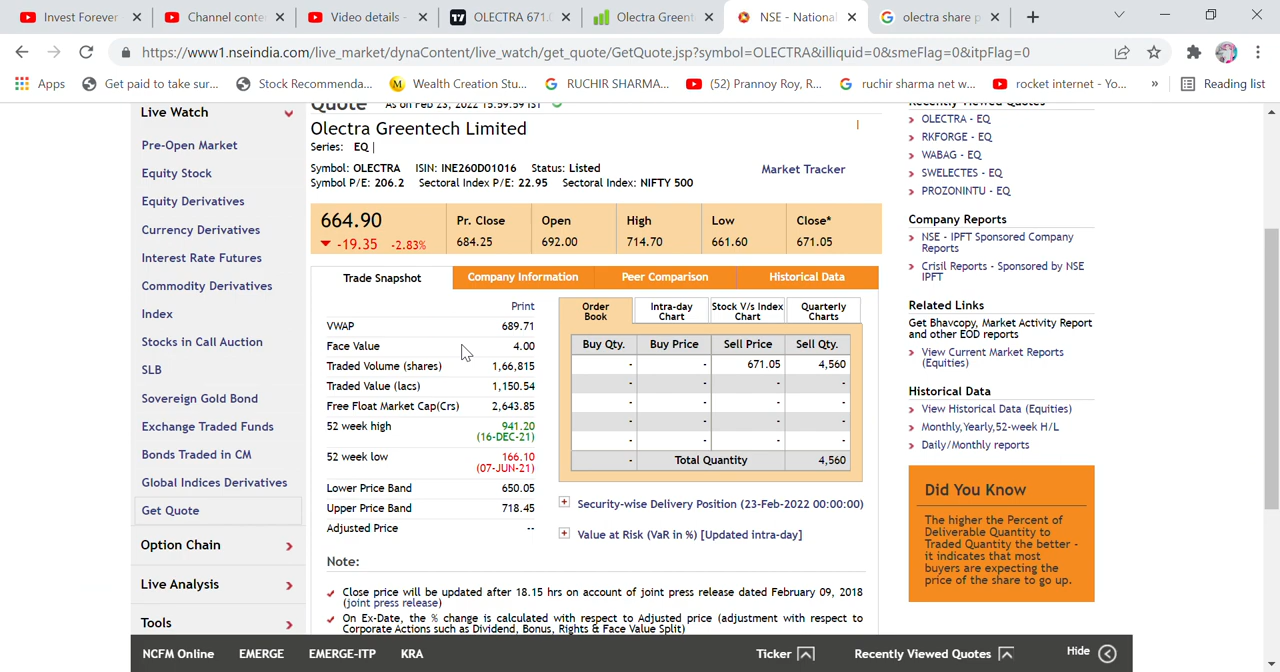 Invest Forever
Channel conte
Video details -
OLECTRA 671.
Olectra Greent
NSE - National
olectra share p
https://www1.nseindia.com/live_market/dynaContent/live_watch/get_quote/GetQuote.jsp?symbol=OLECTRA&illiquid=0&smeFlag=0&itpFlag=0
Apps
Get paid to take sur...
Stock Recommenda...
Wealth Creation Stu...
RUCHIR SHARMA...
(52) Prannoy Roy, R...
ruchir sharma net w...
rocket internet - Yo...
»
Reading list
Live Watch
Pre-Open Market
Equity Stock
Equity Derivatives
Currency Derivatives
Interest Rate Futures
Commodity Derivatives
Index
Stocks in Call Auction
SLB
Sovereign Gold Bond
Exchange Traded Funds
Bonds Traded in CM
Global Indices Derivatives
Get Quote
Option Chain
Live Analysis
Tools
Quote As on Feb 23, 2022 15:59:59 IST
Olectra Greentech Limited
Series: EQ |
Symbol: OLECTRA ISIN: INE260D01016 Status: Listed
Symbol P/E: 206.2 Sectoral Index P/E: 22.95 Sectoral Index: NIFTY 500
Market Tracker
664.90 Pr. Close Open High Low Close*
-19.35 -2.83% 684.25 692.00 714.70 661.60 671.05
Trade Snapshot Company Information Peer Comparison Historical Data
Print
VWAP 689.71
Face Value 4.00
Traded Volume (shares) 1,66,815
Traded Value (lacs) 1,150.54
Free Float Market Cap(Crs) 2,643.85
52 week high 941.20
(16-DEC-21)
52 week low 166.10
(07-JUN-21)
Lower Price Band 650.05
Upper Price Band 718.45
Adjusted Price --
Order Book
Intra-day Chart
Stock V/s Index Chart
Quarterly Charts
Buy Qty. Buy Price Sell Price Sell Qty.
- - 671.05 4,560
- - - -
- - - -
- - - -
- - - -
- Total Quantity 4,560
Security-wise Delivery Position (23-Feb-2022 00:00:00)
Value at Risk (VaR in %) [Updated intra-day]
Note:
Close price will be updated after 18.15 hrs on account of joint press release dated February 09, 2018
(joint press release)
On Ex-Date, the % change is calculated with respect to Adjusted price (adjustment with respect to
Corporate Actions such as Dividend, Bonus, Rights & Face Value Split)
Recently Viewed Quotes
OLECTRA - EQ
RKFORGE - EQ
WABAG - EQ
SWELECTES - EQ
PROZONINTU - EQ
Company Reports
NSE - IPFT Sponsored Company
Reports
Crisil Reports - Sponsored by NSE
IPFT
Related Links
Get Bhavcopy, Market Activity Report
and other EOD reports
View Current Market Reports
(Equities)
Historical Data
View Historical Data (Equities)
Monthly,Yearly,52-week H/L
Daily/Monthly reports
Did You Know
The higher the Percent of
Deliverable Quantity to
Traded Quantity the better -
it indicates that most
buyers are expecting the
price of the share to go up.
NCFM Online EMERGE EMERGE-ITP KRA Ticker Recently Viewed Quotes Hide